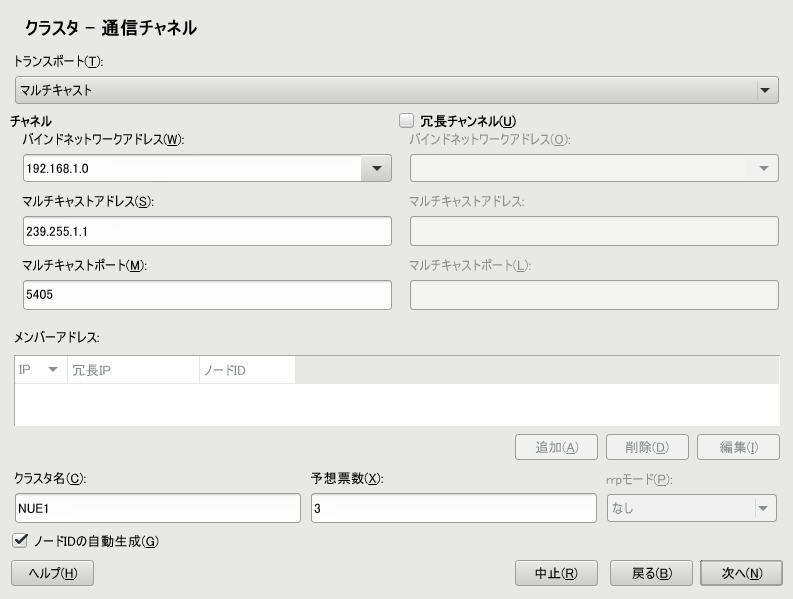 クラスタ – 通信チャネル
トランスポート(T):
マルチキャスト
チャネル
冗長チャンネル(U)
バインドネットワークアドレス(W):
バインドネットワークアドレス(O):
192.168.1.0
マルチキャストアドレス(S):
マルチキャストアドレス:
239.255.1.1
マルチキャストポート(M):
マルチキャストポート(L):
5405
メンバーアドレス:
IP 冗長IP ノードID
追加(A) 削除(D) 編集(I)
クラスタ名(C):
予想票数(X):
rrpモード(P):
NUE1
3
なし
ノードIDの自動生成(G)
ヘルプ(H) 中止(R) 戻る(B) 次へ(N)